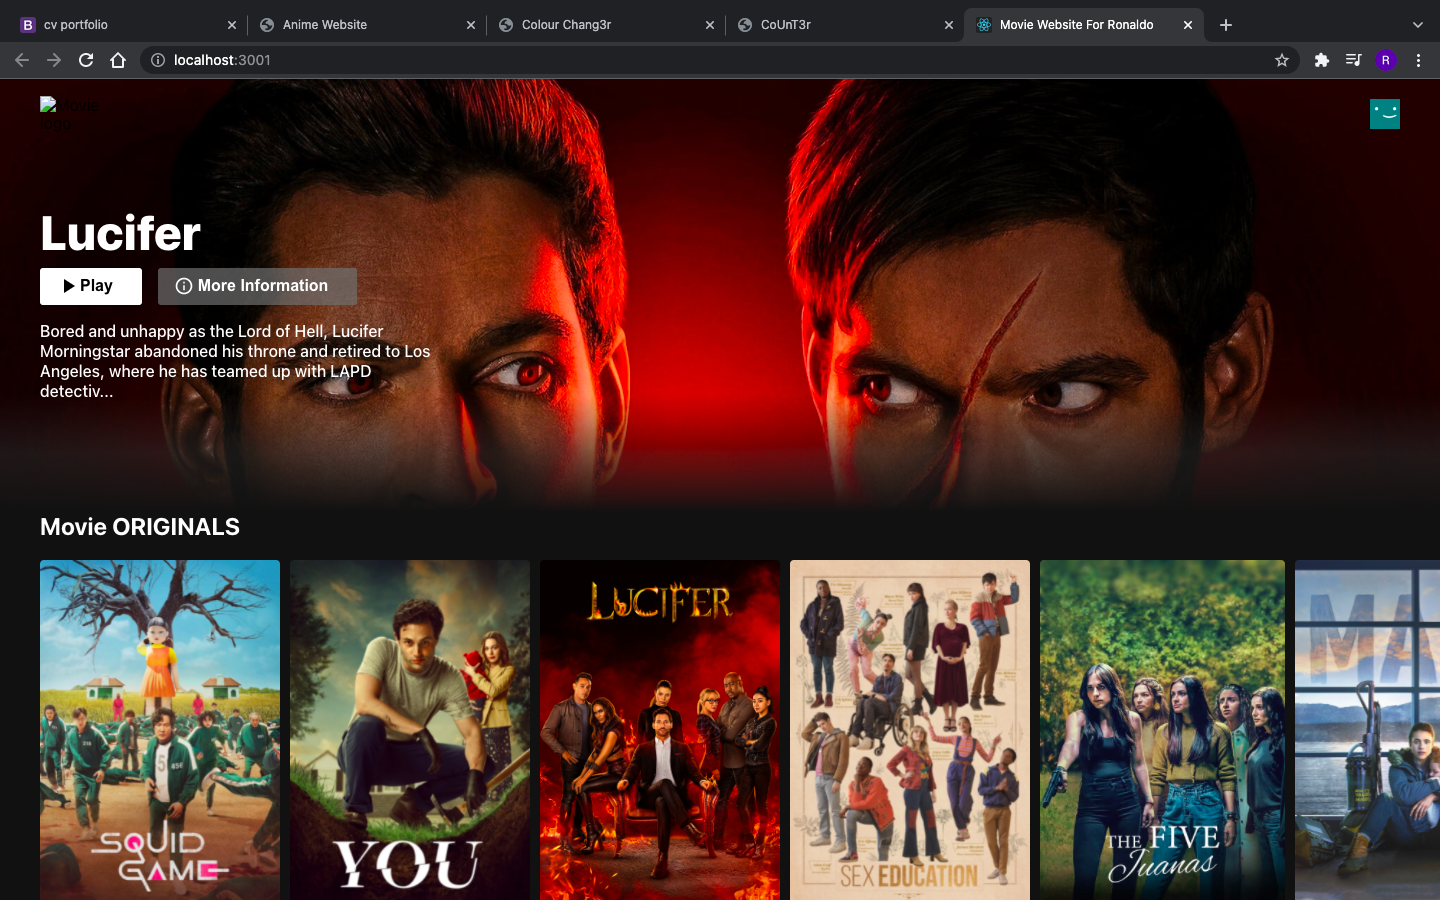 cv portfolio
Anime Website
Colour Chang3r
CoUnT3r
Movie Website For Ronaldo
localhost:3001
R
Movie
logo
Lucifer
Play
More Information
Bored and unhappy as the Lord of Hell, Lucifer
Morningstar abandoned his throne and retired to Los
Angeles, where he has teamed up with LAPD
detectiv...
Movie ORIGINALS
SQUID
GAME
YOU
LUCIFER
SEX EDUCATION
THE FIVE
Juanas
MA